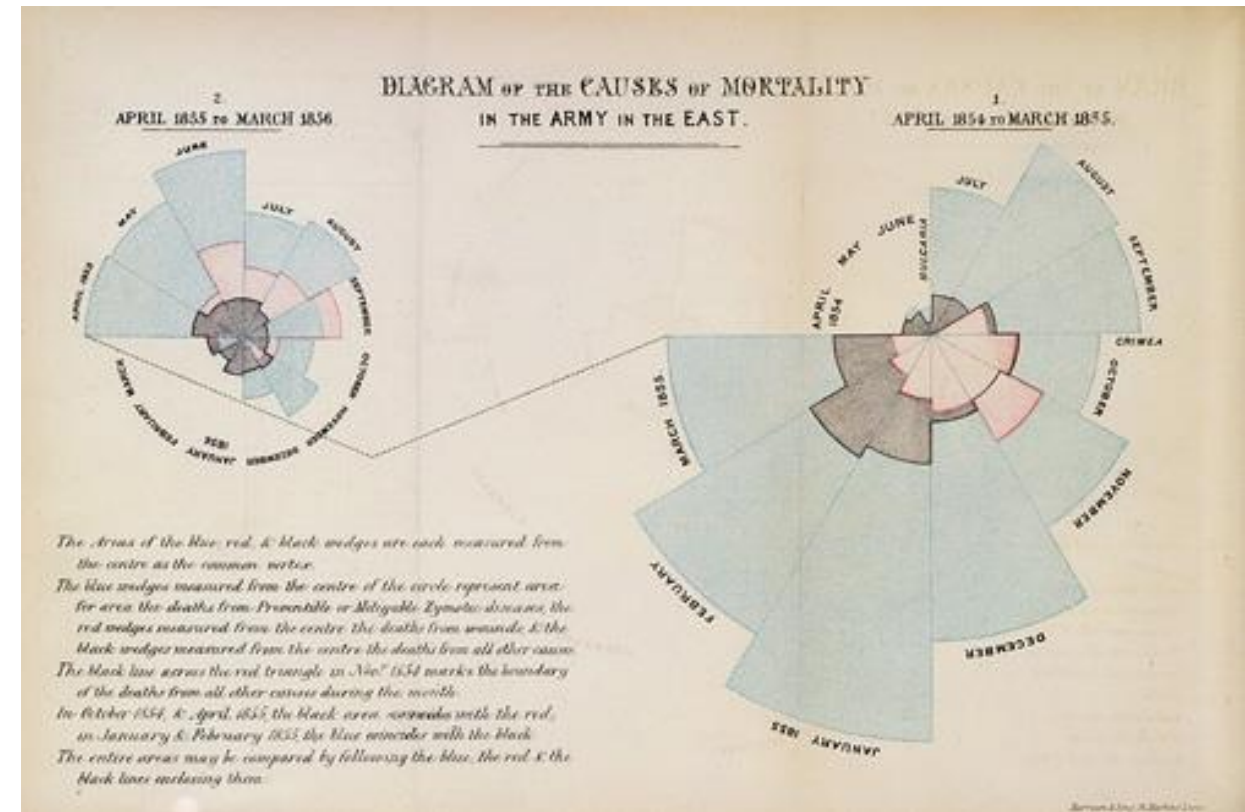 DIAGRAM OF THE CAUSES OF MORTALITY
IN THE ARMY IN THE EAST.
2.
APRIL 1855 TO MARCH 1856
1.
APRIL 1854 TO MARCH 1855.
JUNE
JULY
AUGUST
SEPTEMBER
OCTOBER
NOVEMBER
DECEMBER
JANUARY 1856
FEBRUARY
MARCH
APRIL 1855
MAY
APRIL 1854
MAY
JUNE
BULGARIA
JULY
AUGUST
SEPTEMBER
CRIMEA
OCTOBER
NOVEMBER
DECEMBER
JANUARY 1855
FEBRUARY
MARCH 1855
The Areas of the blue, red, & black wedges are each measured from
the centre as the common vertex.
The blue wedges measured from the centre of the circle represent area
for area the deaths from Preventible or Mitigable Zymotic diseases, the
red wedges measured from the centre the deaths from wounds, & the
black wedges measured from the centre the deaths from all other causes.
The black line across the red triangle in Novr. 1854 marks the boundary
of the deaths from all other causes during the month.
In October 1854, & April 1855, the black area coincides with the red,
in January & February 1855, the blue coincides with the black.
The entire areas may be compared by following the blue, the red & the
black lines enclosing them.
Harrison & Sons